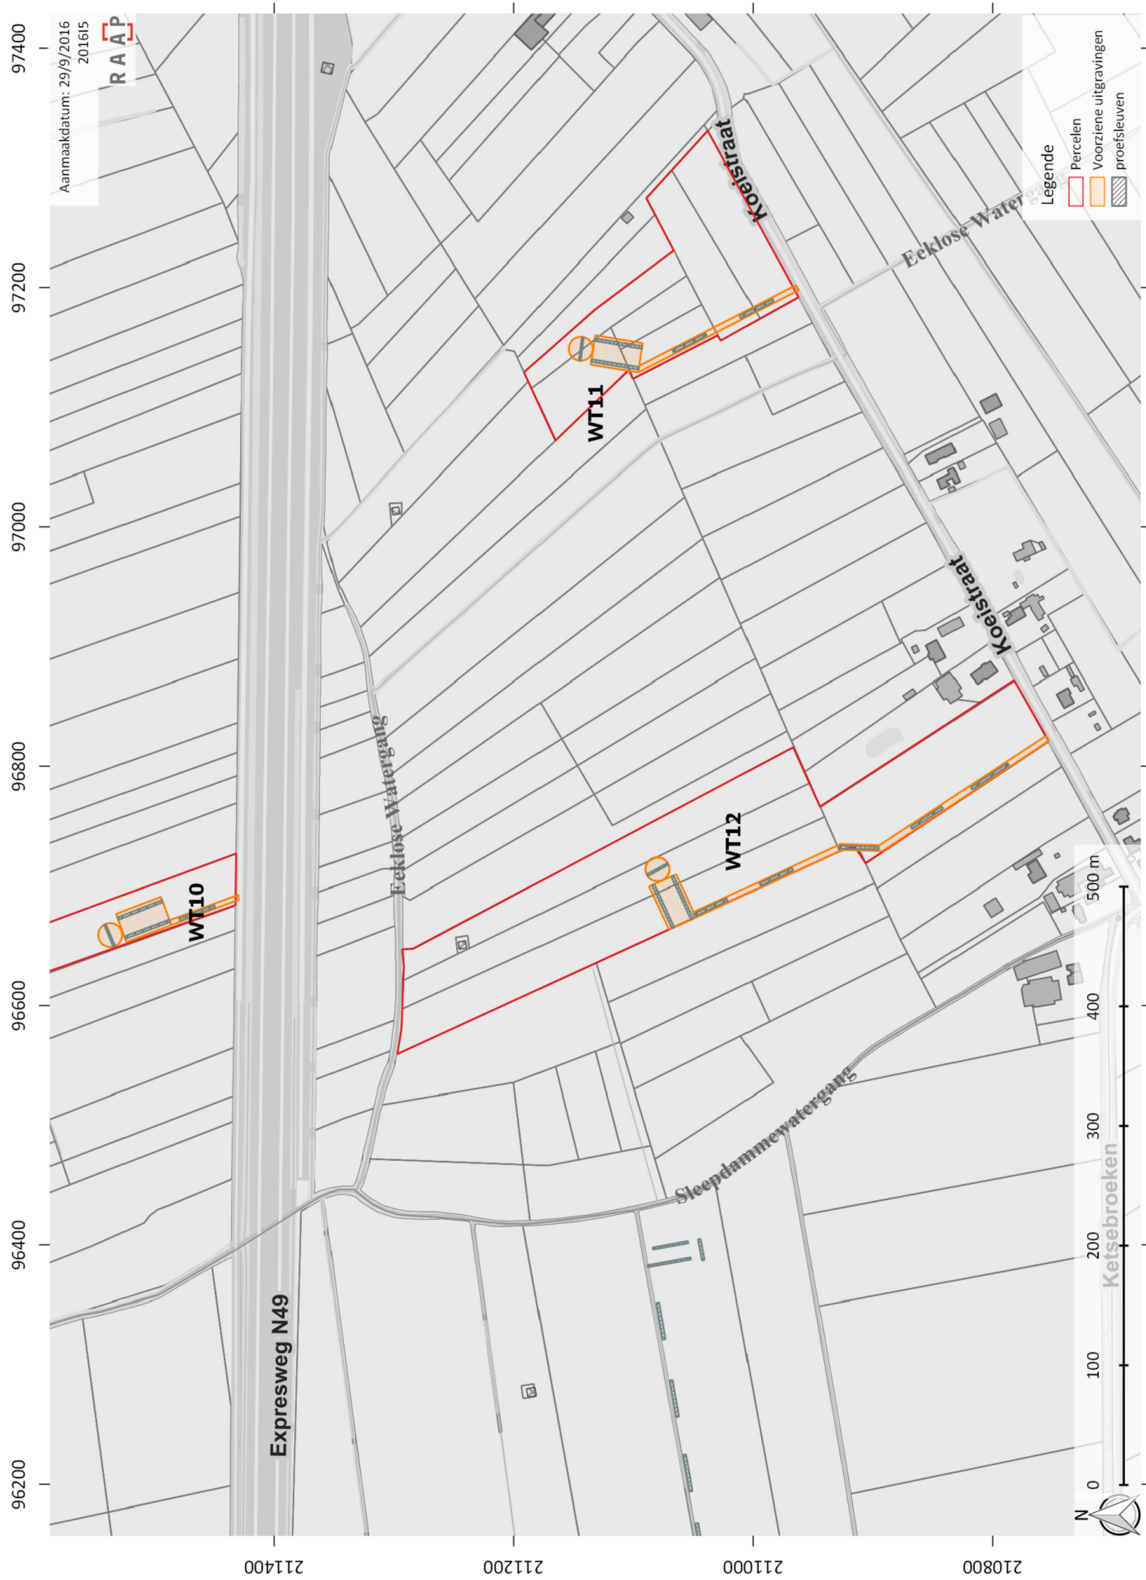 Aanmaakdatum: 29/9/2016
2016I5
RAAP
97400
97200
97000
96800
96600
96400
96200
211400
211200
211000
210800
Expresweg N49
WT10
Eeklose Watergang
WT11
WT12
Koeistraat
Koeistraat
Eeklose Watergang
Sleepdammewatergang
Ketsebroeken
Legende
Percelen
Voorziene uitgravingen
proefsleuven
N
0 100 200 300 400 500 m